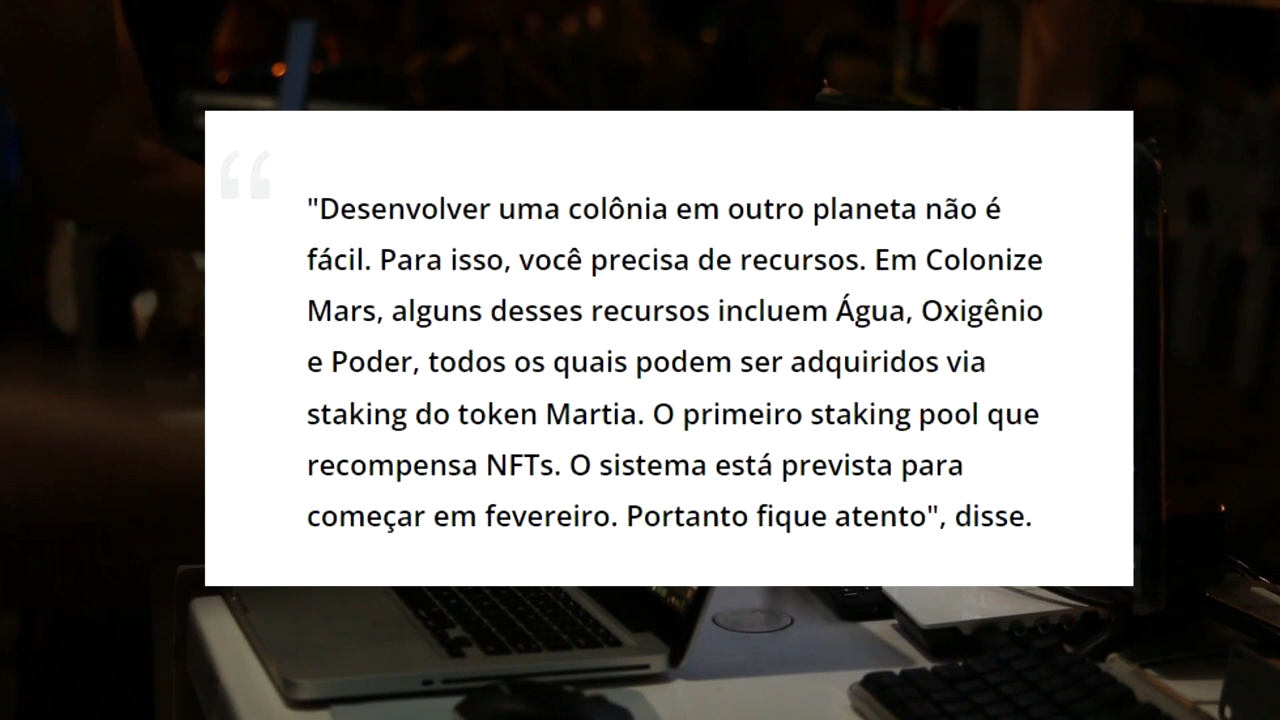 "Desenvolver uma colônia em outro planeta não é
fácil. Para isso, você precisa de recursos. Em Colonize
Mars, alguns desses recursos incluem Água, Oxigênio
e Poder, todos os quais podem ser adquiridos via
staking do token Martia. O primeiro staking pool que
recompensa NFTs. O sistema está prevista para
começar em fevereiro. Portanto fique atento", disse.